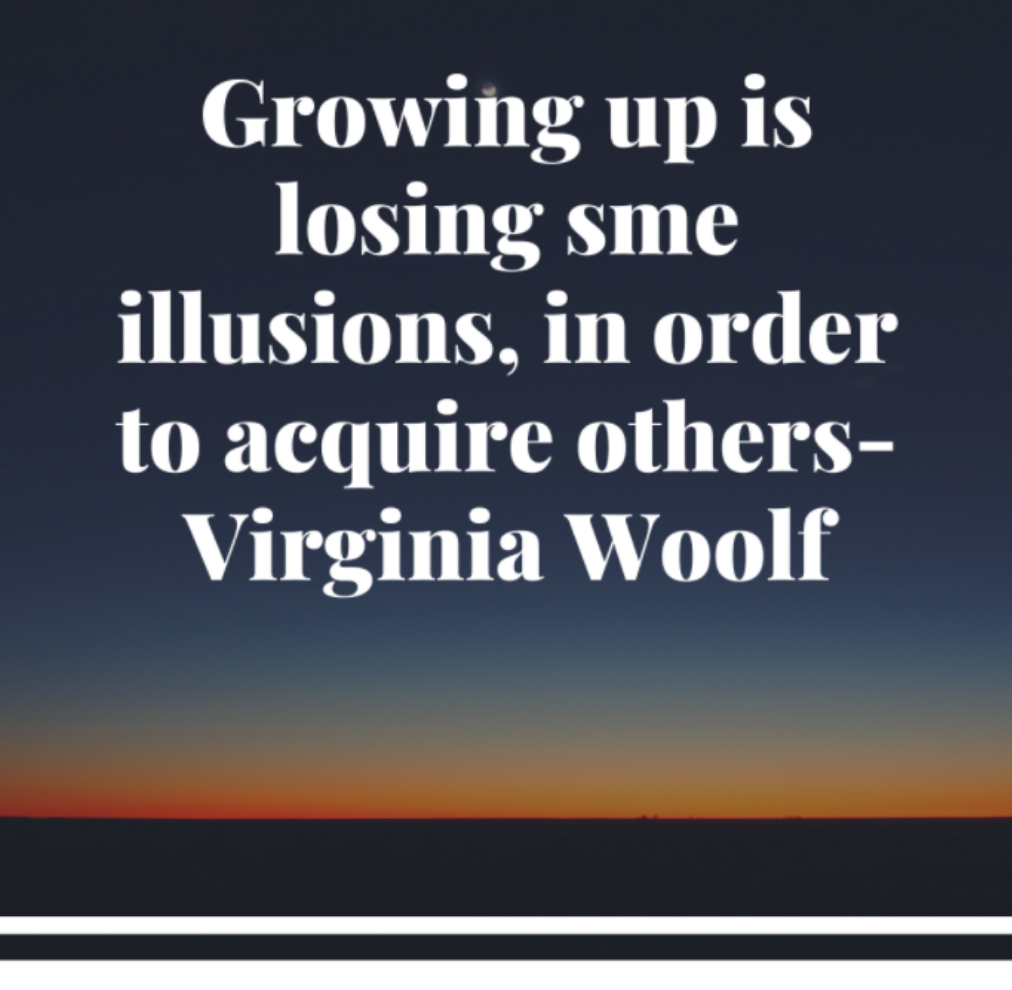 Growing up is
losing sme
illusions, in order
to acquire others-
Virginia Woolf